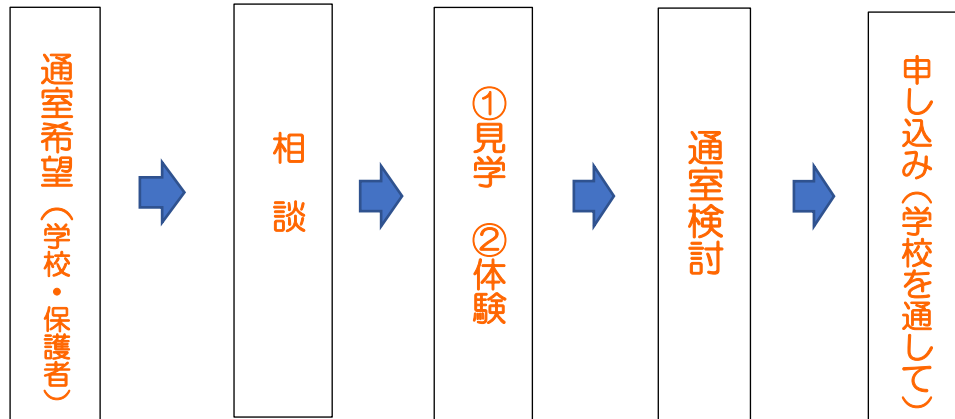 通室希望（学校・保護者）
相談
①見学　②体験
通室検討
申し込み（学校を通して）